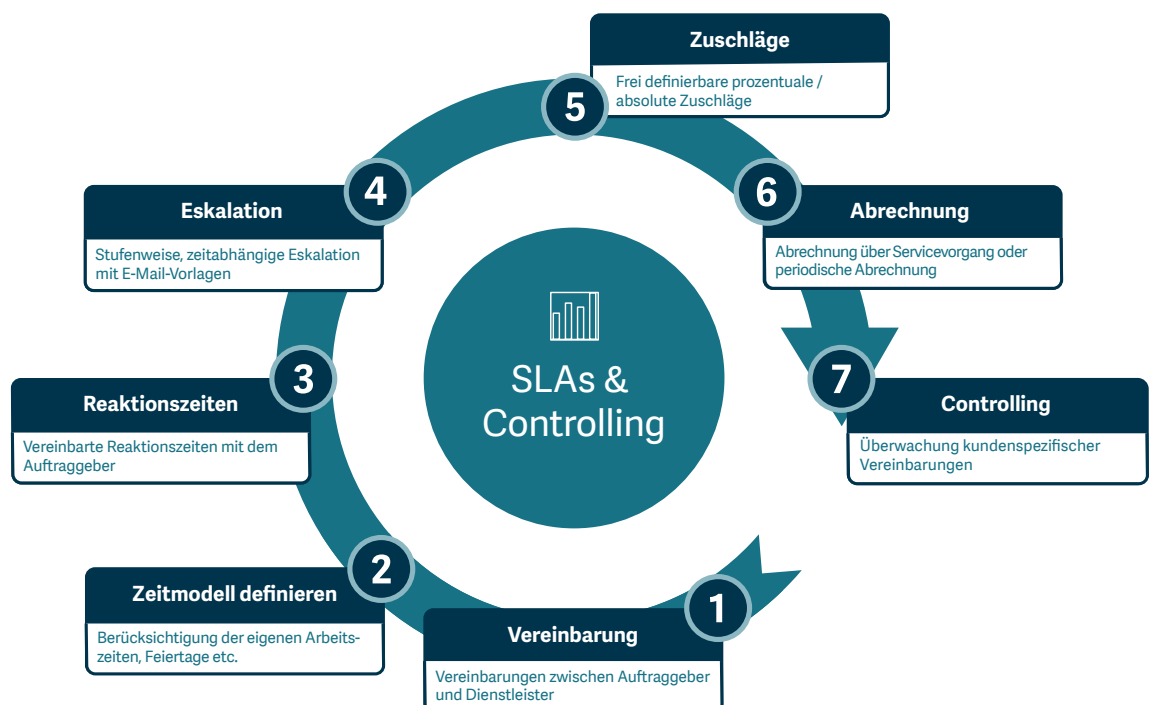 Zuschläge
Frei definierbare prozentuale /
absolute Zuschläge
5
4
Eskalation
Stufenweise, zeitabhängige Eskalation
mit E-Mail-Vorlagen
6
Abrechnung
Abrechnung über Servicevorgang oder
periodische Abrechnung
SLAs &
Controlling
3
Reaktionszeiten
Vereinbarte Reaktionszeiten mit dem
Auftraggeber
7
Controlling
Überwachung kundenspezifischer
Vereinbarungen
2
Zeitmodell definieren
Berücksichtigung der eigenen Arbeits-
zeiten, Feiertage etc.
1
Vereinbarung
Vereinbarungen zwischen Auftraggeber
und Dienstleister